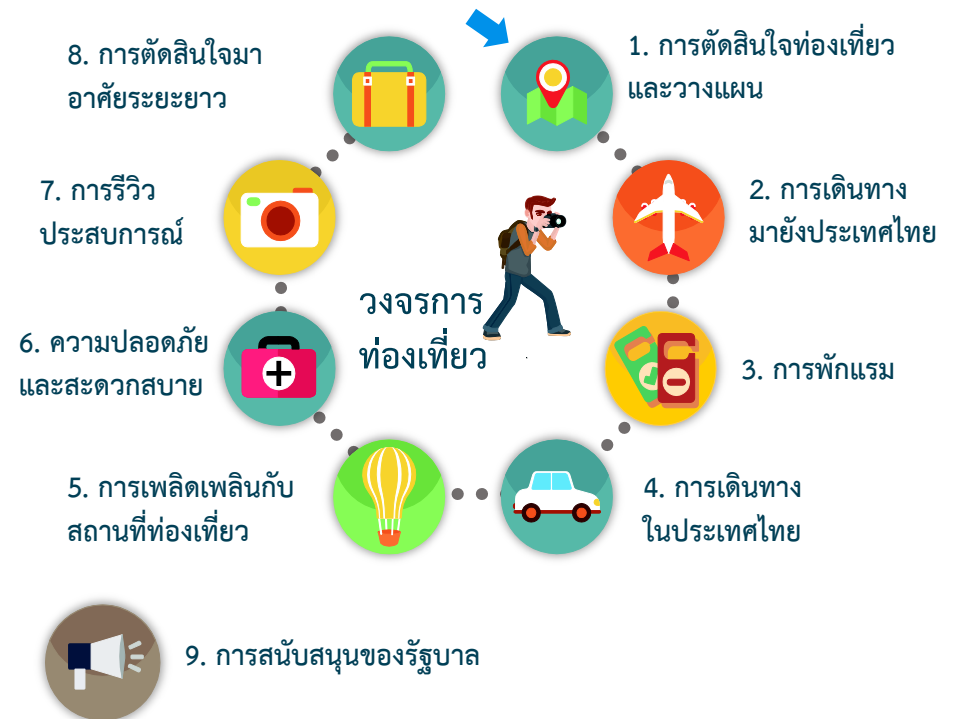 1. การตัดสินใจท่องเที่ยว
และวางแผน
2. การเดินทาง
มายังประเทศไทย
3. การพักแรม
4. การเดินทาง
ในประเทศไทย
5. การเพลิดเพลินกับ
สถานที่ท่องเที่ยว
6. ความปลอดภัย
และสะดวกสบาย
7. การรีวิว
ประสบการณ์
8. การตัดสินใจมา
อาศัยระยะยาว
วงจรการ
ท่องเที่ยว
9. การสนับสนุนของรัฐบาล